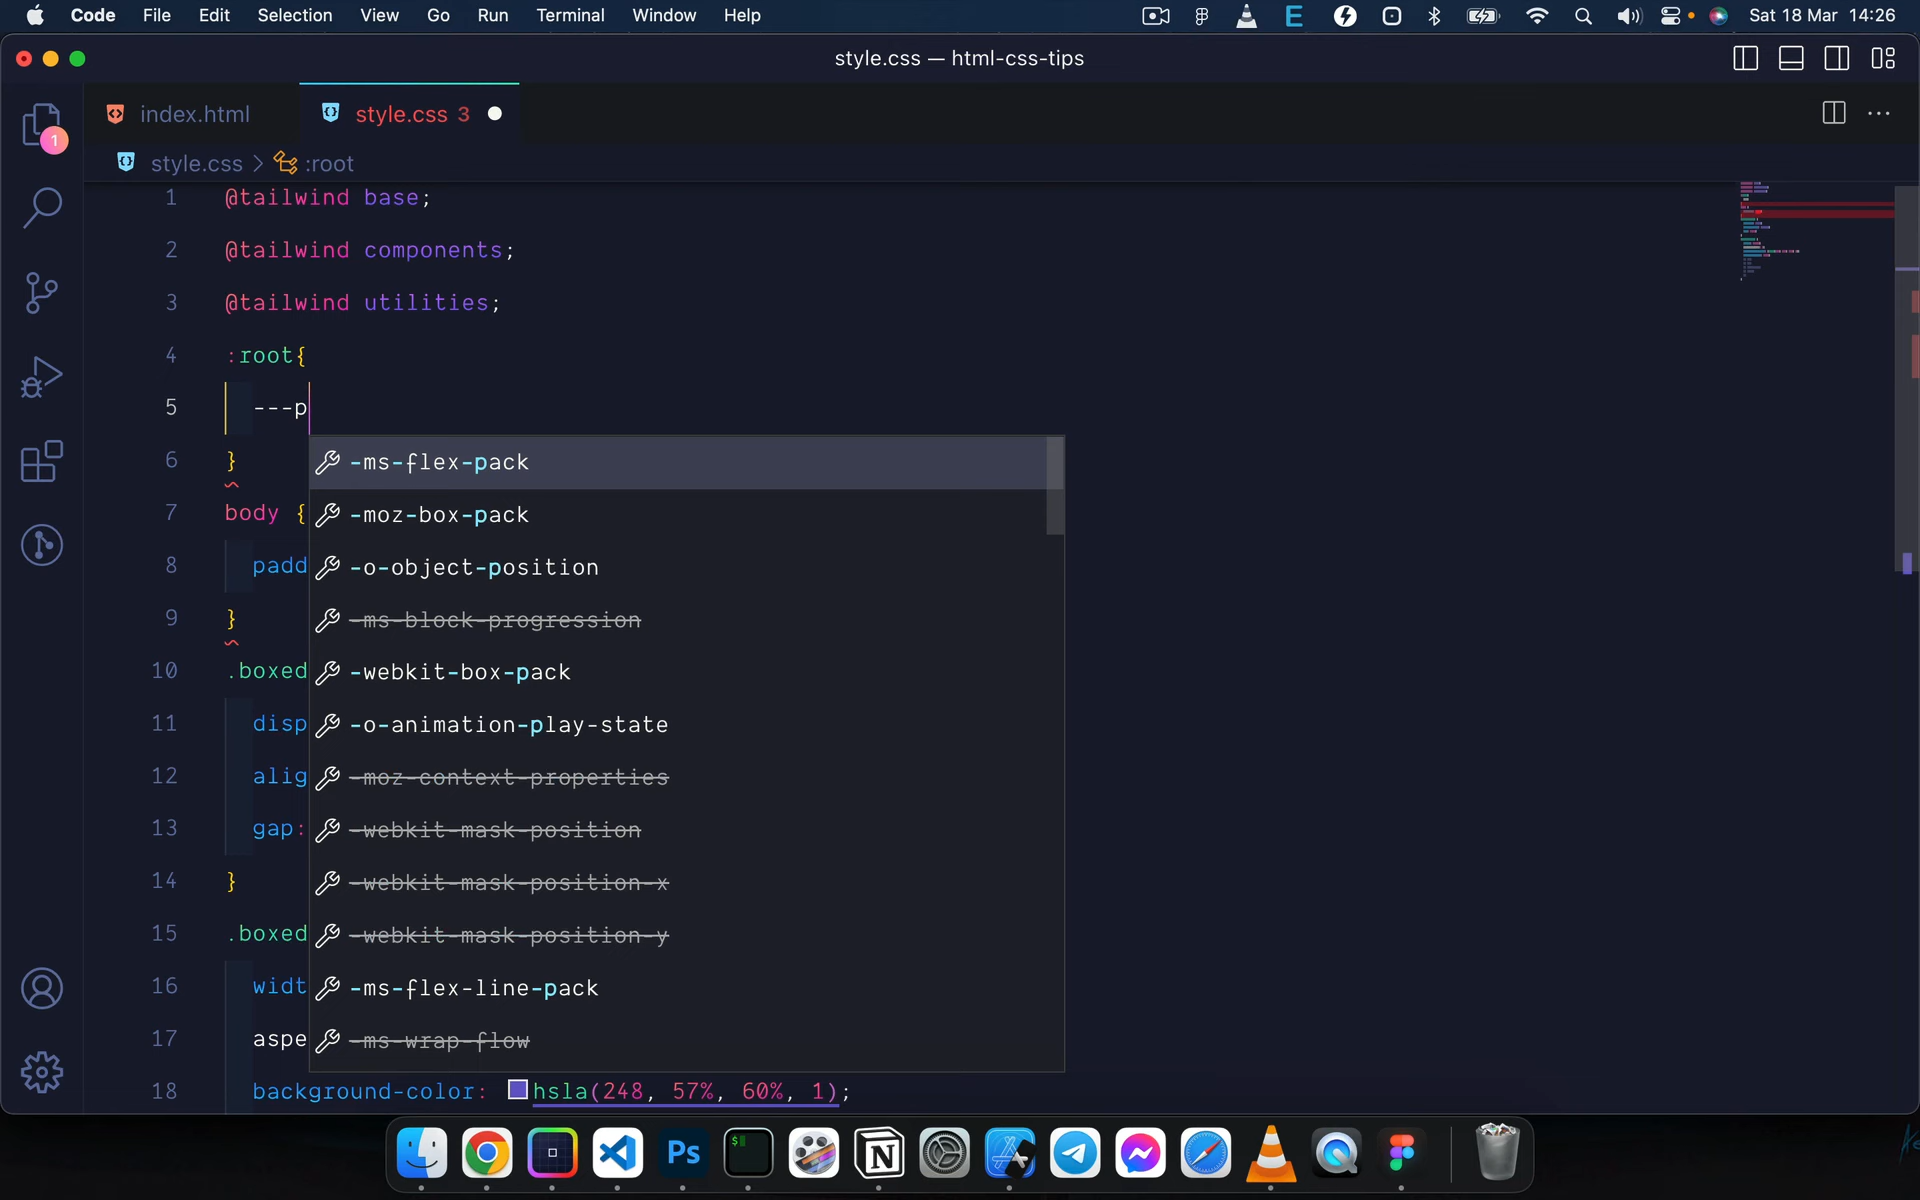 Code File Edit Selection View Go Run Terminal Window Help
E
Sat 18 Mar 14:26
style.css — html-css-tips
1
index.html
style.css 3
style.css > :root
1 @tailwind base;
2 @tailwind components;
3 @tailwind utilities;
4 :root{
5 ---p
6 }
-ms-flex-pack
7 body {
-moz-box-pack
8 padd
-o-object-position
9 }
-ms-block-progression
10 .boxed
-webkit-box-pack
11 disp
-o-animation-play-state
12 alig
-moz-context-properties
13 gap:
-webkit-mask-position
14 }
-webkit-mask-position-x
15 .boxed
-webkit-mask-position-y
16 widt
-ms-flex-line-pack
17 aspe
-ms-wrap-flow
18 background-color: hsla(248, 57%, 60%, 1);
Ps
$
N